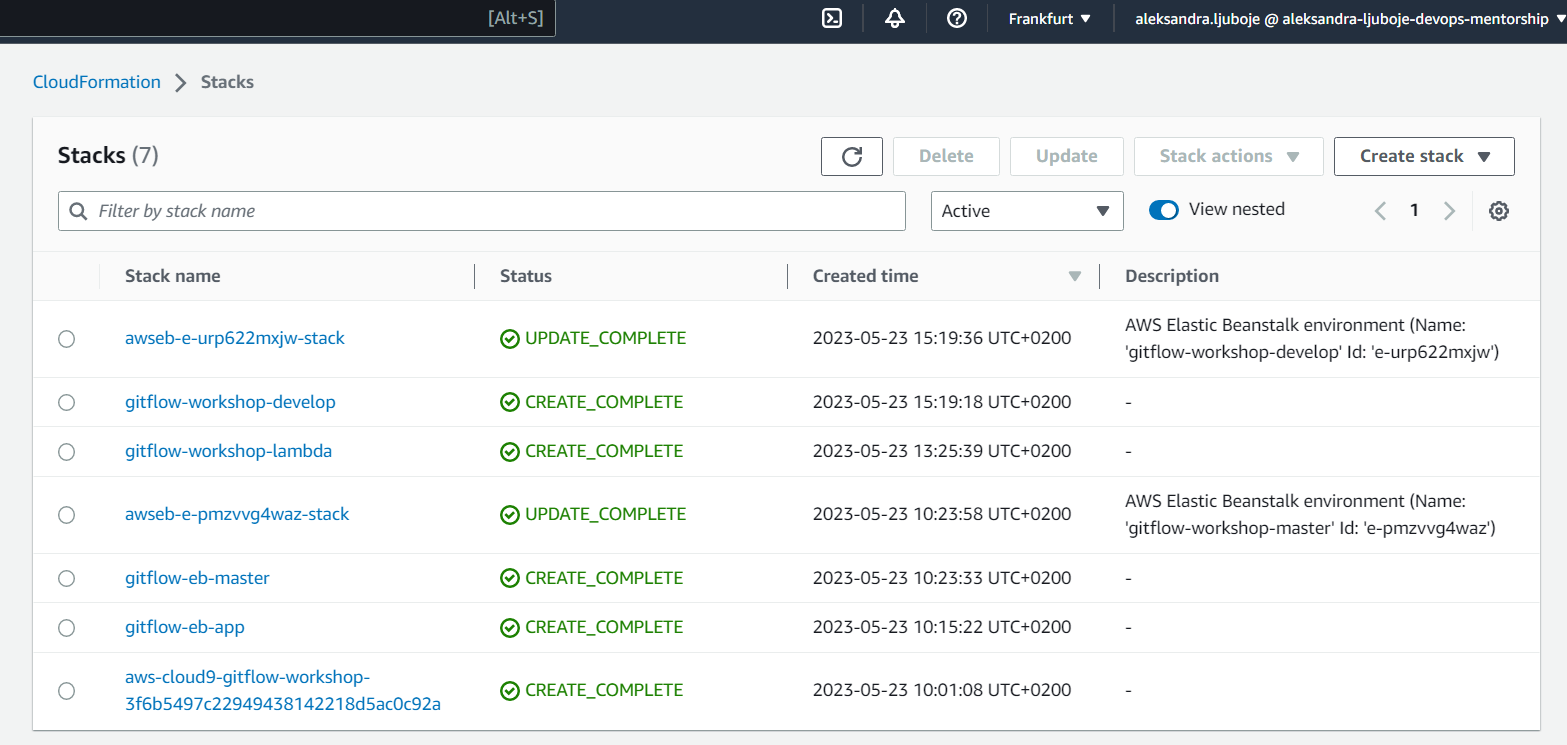 [Alt+S]
Frankfurt ▼
aleksandra.ljuboje @ aleksandra-ljuboje-devops-mentorship ▼
CloudFormation > Stacks
Stacks (7)
Delete
Update
Stack actions ▼
Create stack ▼
Filter by stack name
Active
View nested
1
Stack name Status Created time Description
awseb-e-urp622mxjw-stack UPDATE_COMPLETE 2023-05-23 15:19:36 UTC+0200 AWS Elastic Beanstalk environment (Name:
'gitflow-workshop-develop' Id: 'e-urp622mxjw')
gitflow-workshop-develop CREATE_COMPLETE 2023-05-23 15:19:18 UTC+0200 -
gitflow-workshop-lambda CREATE_COMPLETE 2023-05-23 13:25:39 UTC+0200 -
awseb-e-pmzvvg4waz-stack UPDATE_COMPLETE 2023-05-23 10:23:58 UTC+0200 AWS Elastic Beanstalk environment (Name:
'gitflow-workshop-master' Id: 'e-pmzvvg4waz')
gitflow-eb-master CREATE_COMPLETE 2023-05-23 10:23:33 UTC+0200 -
gitflow-eb-app CREATE_COMPLETE 2023-05-23 10:15:22 UTC+0200 -
aws-cloud9-gitflow-workshop-
3f6b5497c22949438142218d5ac0c92a CREATE_COMPLETE 2023-05-23 10:01:08 UTC+0200 -